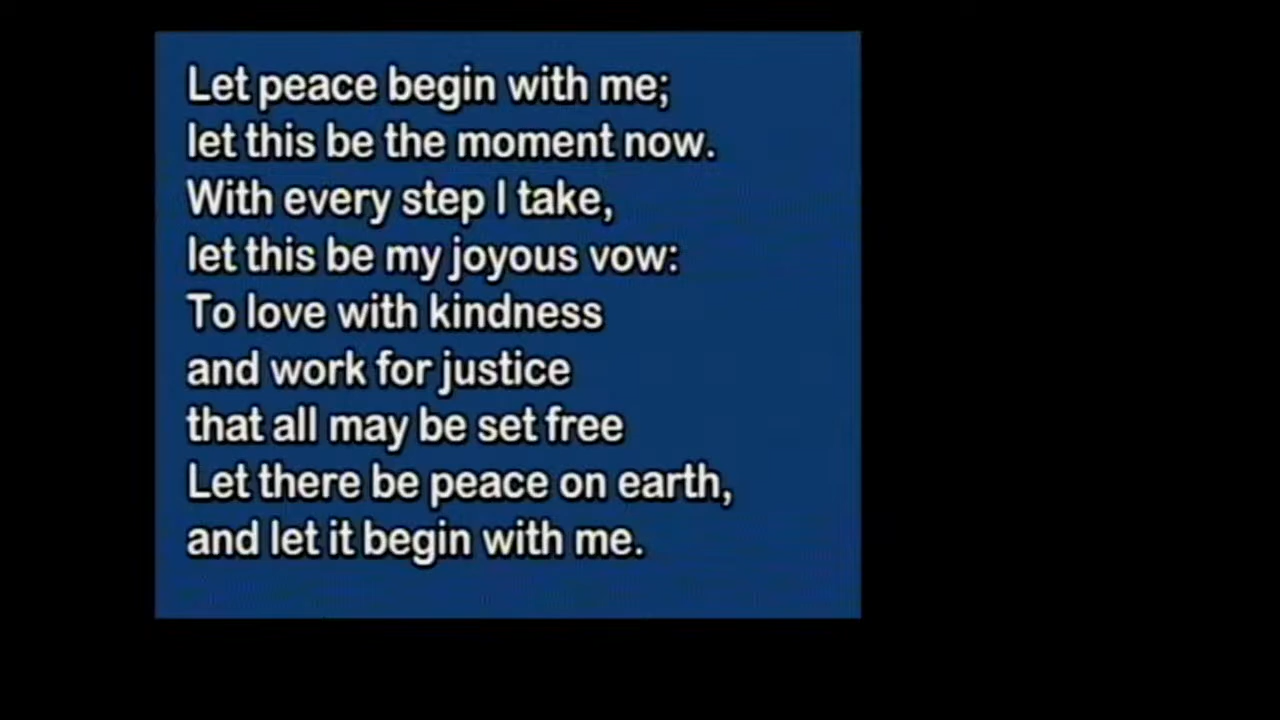 Let peace begin with me;
let this be the moment now.
With every step I take,
let this be my joyous vow:
To love with kindness
and work for justice
that all may be set free
Let there be peace on earth,
and let it begin with me.